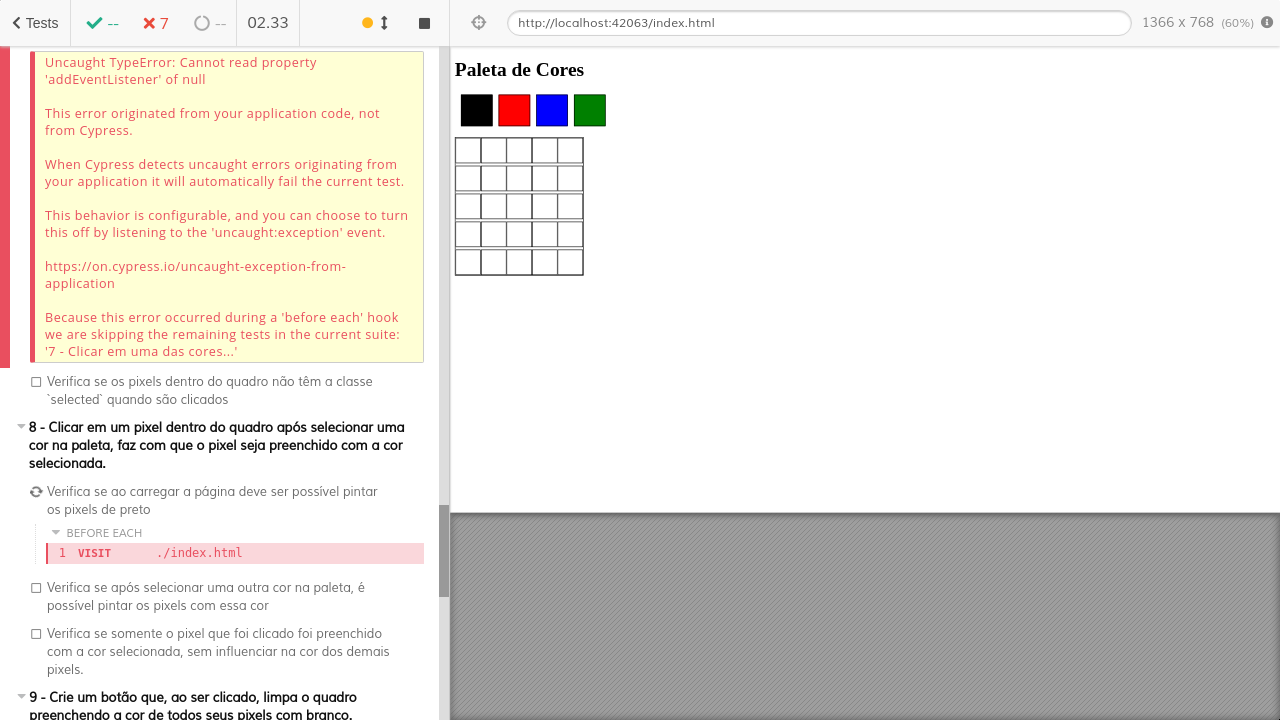 Tests
--
7
--
02.33
http://localhost:42063/index.html
1366 x 768 (60%)
Uncaught TypeError: Cannot read property
'addEventListener' of null
This error originated from your application code, not
from Cypress.
When Cypress detects uncaught errors originating from
your application it will automatically fail the current test.
This behavior is configurable, and you can choose to turn
this off by listening to the 'uncaught:exception' event.
https://on.cypress.io/uncaught-exception-from-
application
Because this error occurred during a 'before each' hook
we are skipping the remaining tests in the current suite:
'7 - Clicar em uma das cores...'
Verifica se os pixels dentro do quadro não têm a classe
`selected` quando são clicados
8 - Clicar em um pixel dentro do quadro após selecionar uma
cor na paleta, faz com que o pixel seja preenchido com a cor
selecionada.
Verifica se ao carregar a página deve ser possível pintar
os pixels de preto
BEFORE EACH
1 VISIT ./index.html
Verifica se após selecionar uma outra cor na paleta, é
possível pintar os pixels com essa cor
Verifica se somente o pixel que foi clicado foi preenchido
com a cor selecionada, sem influenciar na cor dos demais
pixels.
9 - Crie um botão que, ao ser clicado, limpa o quadro
preenchendo a cor de todos seus pixels com branco.
Paleta de Cores